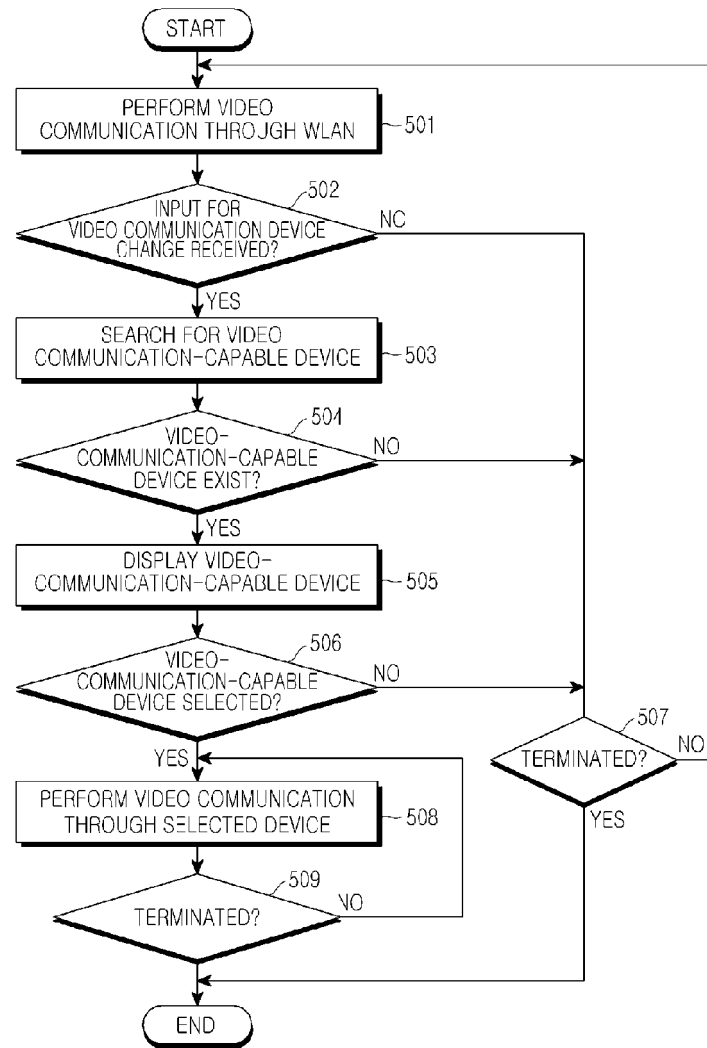 START
PERFORM VIDEO
COMMUNICATION THROJGH WLAN
501
502
INPUT FOR
VIDEO COMMUNICATION DEVICE
CHANGE RECEIVED?
NC
YES
SEARCH FOR VIDEO
COMMUNICATION-CAPABLE DEVICE
503
504
VIDEO-
COMMUNICATION-CAPABLE
DEVICE EXIST?
NO
YES
DISPLAY VIDEO-
COMMUNICATION-CAPABLE DEVICE
505
506
VIDEO-
COMMUNICATION-CAPABLE
DEVICE SELECTED?
NO
YES
507
TERMINATED?
NO
YES
PERFORM VIDEO COMMUNICATION
THROUGH SELECTED DEVICE
508
509
TERMINATED?
NO
END